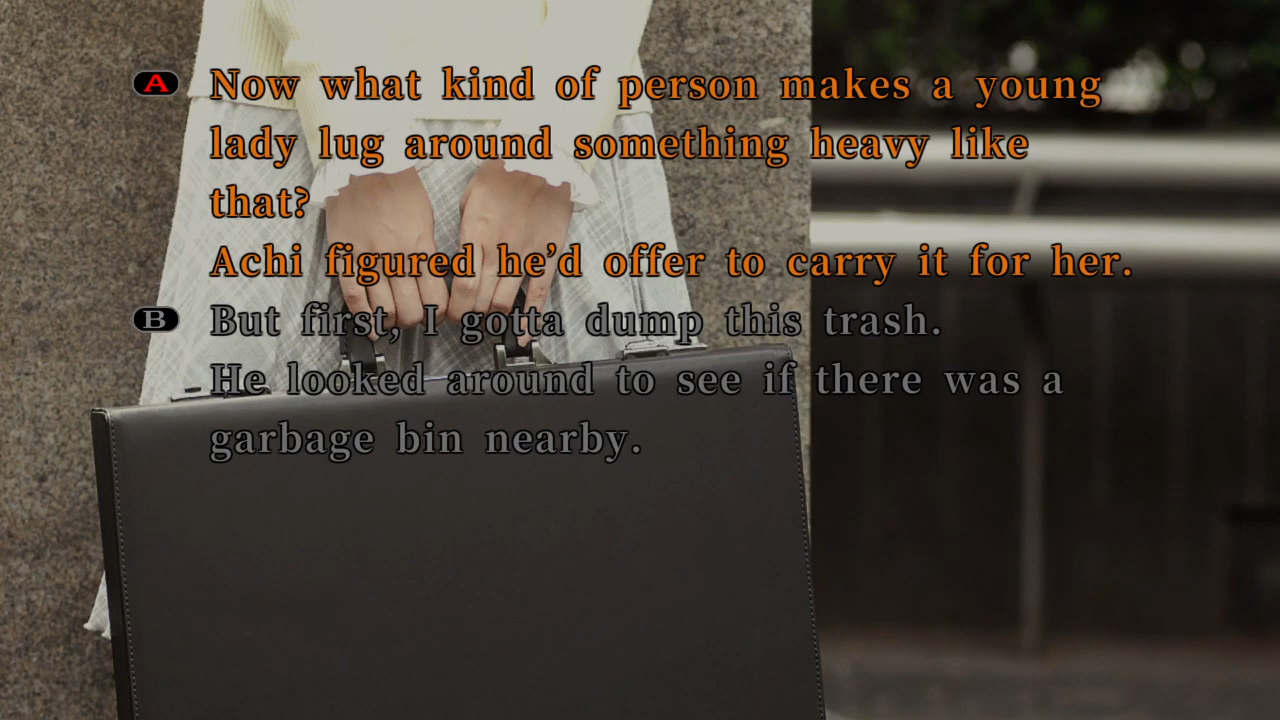 A Now what kind of person makes a young
lady lug around something heavy like
that?
Achi figured he’d offer to carry it for her.
B But first, I gotta dump this trash.
He looked around to see if there was a
garbage bin nearby.